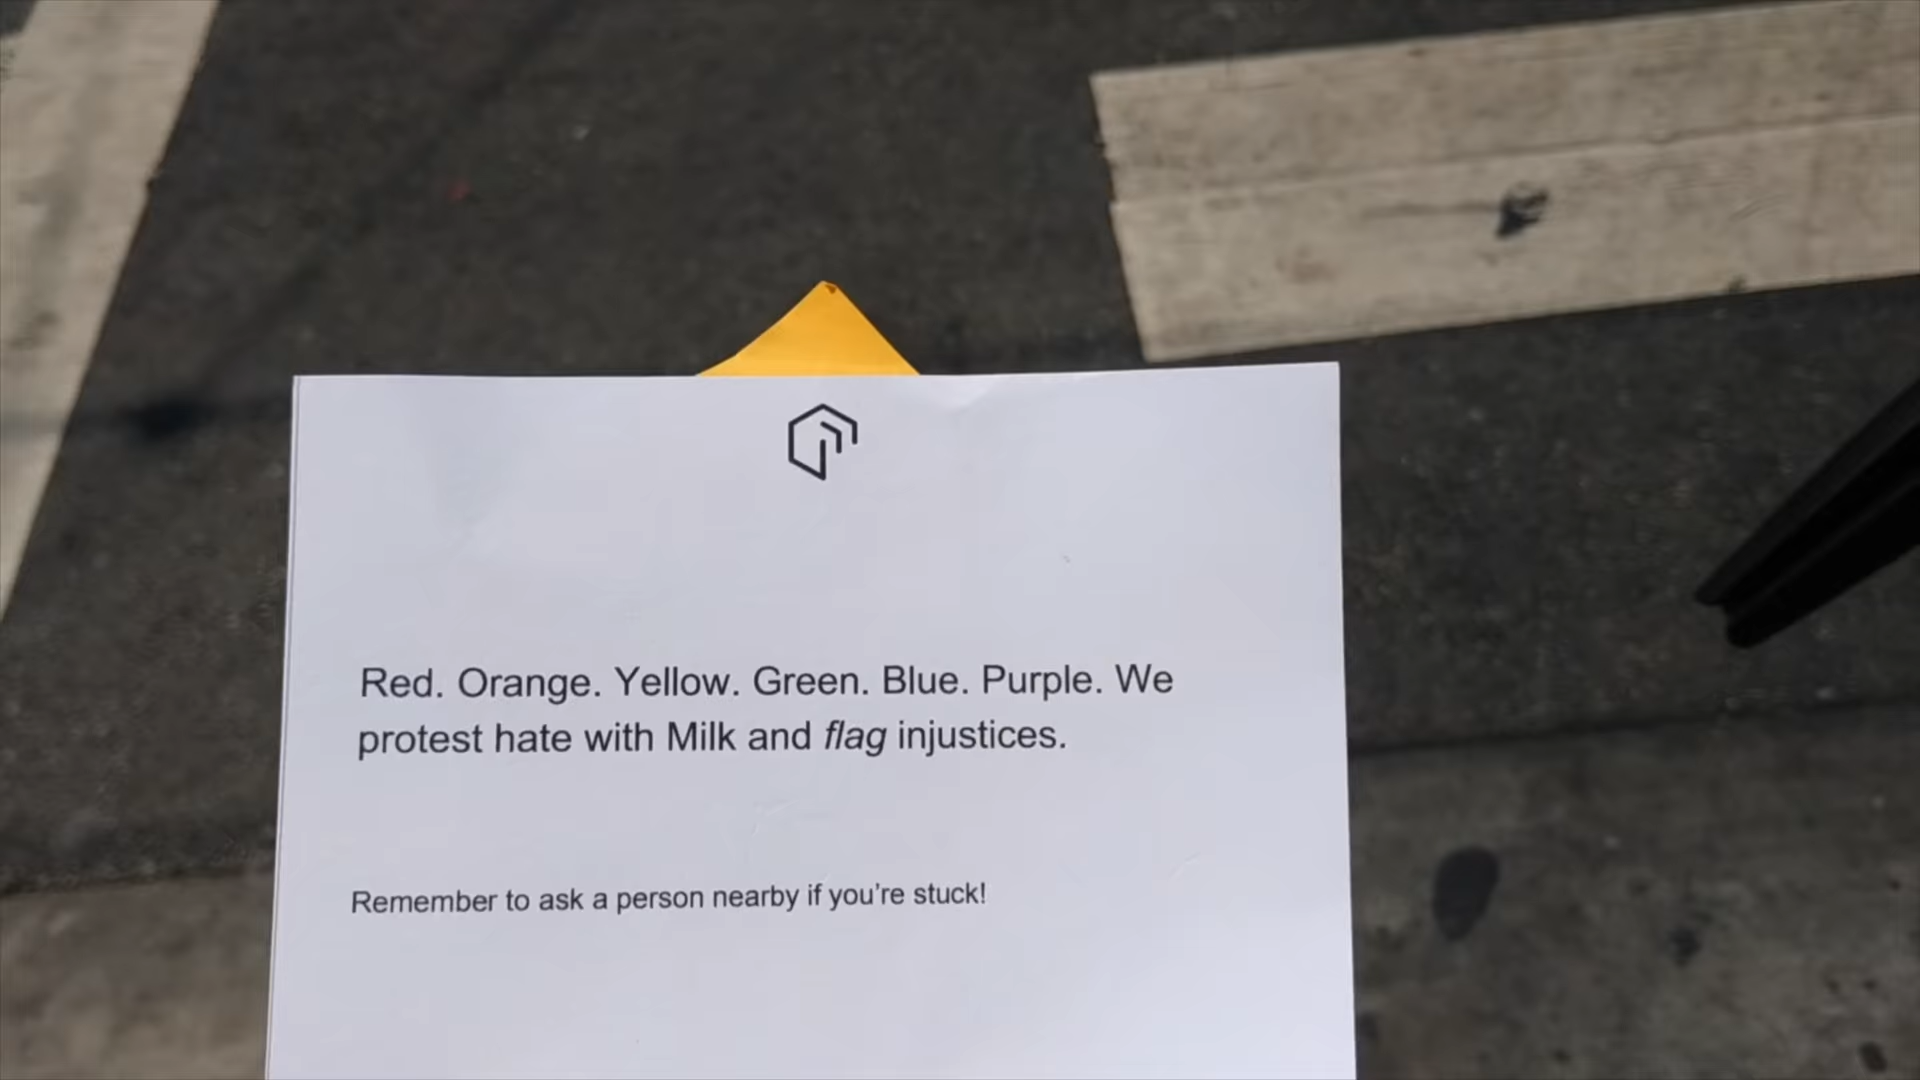 Red. Orange. Yellow. Green. Blue. Purple. We
protest hate with Milk and flag injustices.
Remember to ask a person nearby if you're stuck!